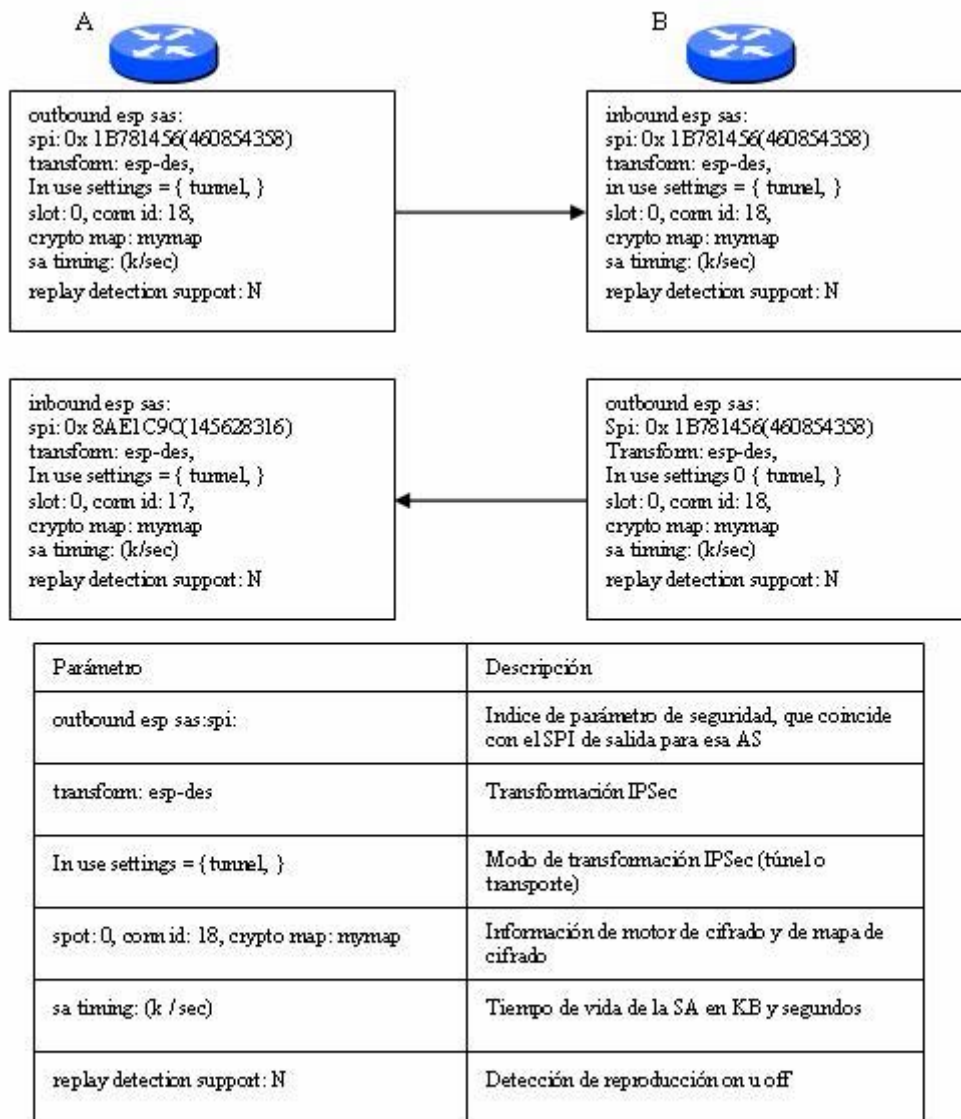 A
B
outbound esp sas:
spi: 0x 1B781456(460854358)
transform: esp-des,
In use settings = { tunnel, }
slot: 0, conn id: 18,
crypto map: mymap
sa timing: (k/sec)
replay detection support: N
inbound esp sas:
spi: 0x 1B781456(460854358)
transform: esp-des,
in use settings = { tunnel, }
slot: 0, conn id: 18,
crypto map: mymap
sa timing: (k/sec)
replay detection support: N
inbound esp sas:
spi: 0x 8AE1C9C(145628316)
transform: esp-des,
In use settings = { tunnel, }
slot: 0, conn id: 17,
crypto map: mymap
sa timing: (k/sec)
replay detection support: N
outbound esp sas:
Spi: 0x 1B781456(460854358)
Transform: esp-des,
In use settings 0 { tunnel, }
slot: 0, conn id: 18,
crypto map: mymap
sa timing: (k/sec)
replay detection support: N
Parámetro
Descripción
outbound esp sas:spi:
Indice de parámetro de seguridad, que coincide
con el SPI de salida para esa AS
transform: esp-des
Transformación IPSec
In use settings = {tunnel, }
Modo de transformación IPSec (túnel o
transporte)
spot: 0, conn id: 18, crypto map: mymap
Información de motor de cifrado y de mapa de
cifrado
sa timing: (k / sec)
Tiempo de vida de la SA en KB y segundos
replay detection support: N
Detección de reproducción on u off